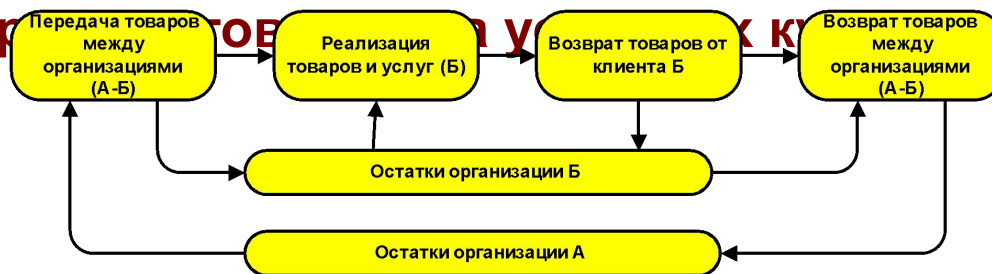 Передача товаров
между
организациями
(А-Б)
Реализация
товаров и услуг (Б)
Возврат товаров от
клиента Б
Возврат товаров
между
организациями
(А-Б)
Остатки организации Б
Остатки организации А